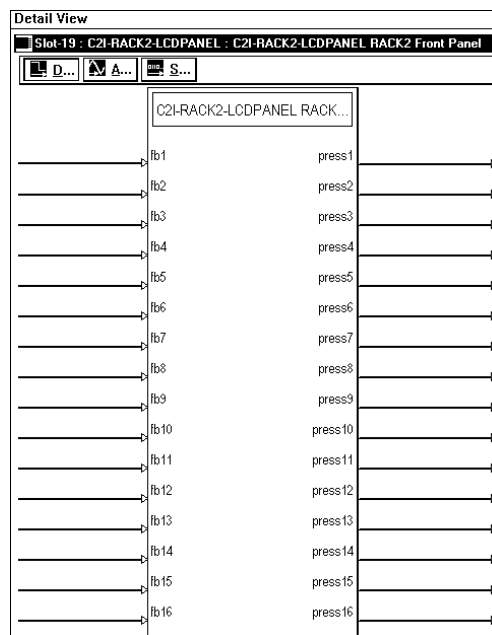 Detail View
Slot-19 : C2I-RACK2-LCDPANEL : C2I-RACK2-LCDPANEL RACK2 Front Panel
D... A... S...
C2I-RACK2-LCDPANEL RACK...
fb1 press1
fb2 press2
fb3 press3
fb4 press4
fb5 press5
fb6 press6
fb7 press7
fb8 press8
fb9 press9
fb10 press10
fb11 press11
fb12 press12
fb13 press13
fb14 press14
fb15 press15
fb16 press16